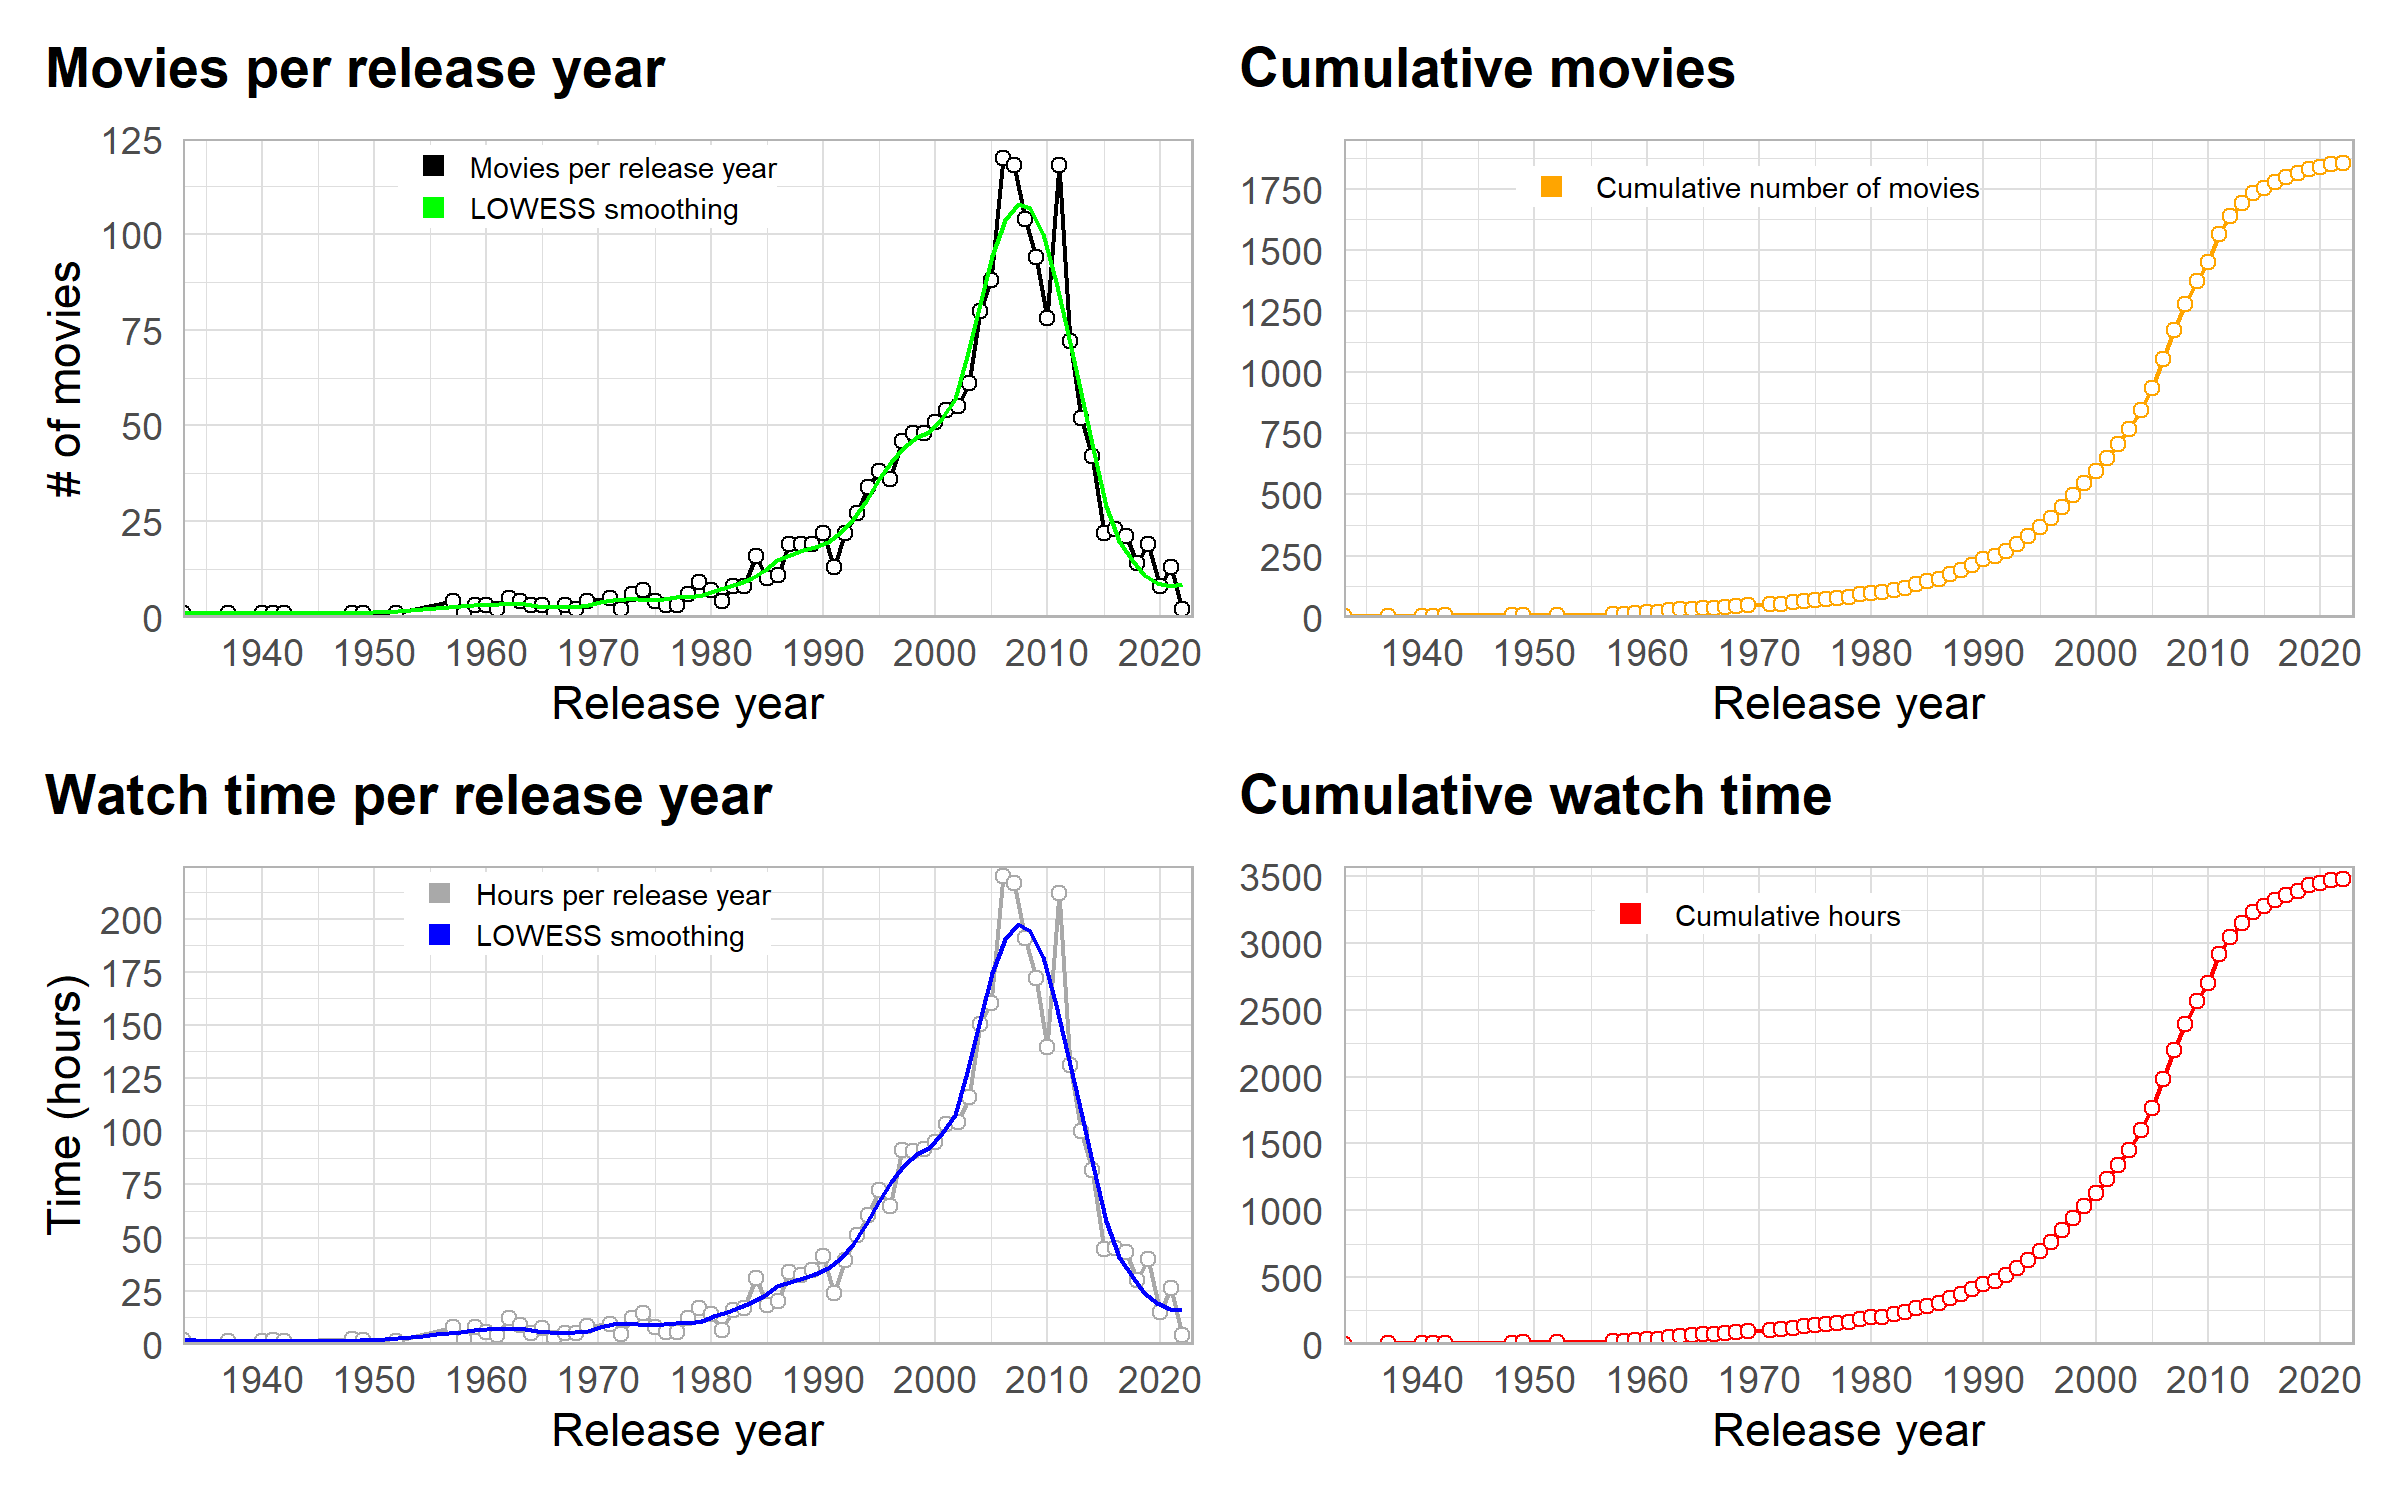 Movies per release year
125
100
75
50
25
0
# of movies
Movies per release year
LOWESS smoothing
1940 1950 1960 1970 1980 1990 2000 2010 2020
Release year
Cumulative movies
1750
1500
1250
1000
750
500
250
0
Cumulative number of movies
1940 1950 1960 1970 1980 1990 2000 2010 2020
Release year
Watch time per release year
200
175
150
125
100
75
50
25
0
Time (hours)
Hours per release year
LOWESS smoothing
1940 1950 1960 1970 1980 1990 2000 2010 2020
Release year
Cumulative watch time
3500
3000
2500
2000
1500
1000
500
0
Cumulative hours
1940 1950 1960 1970 1980 1990 2000 2010 2020
Release year